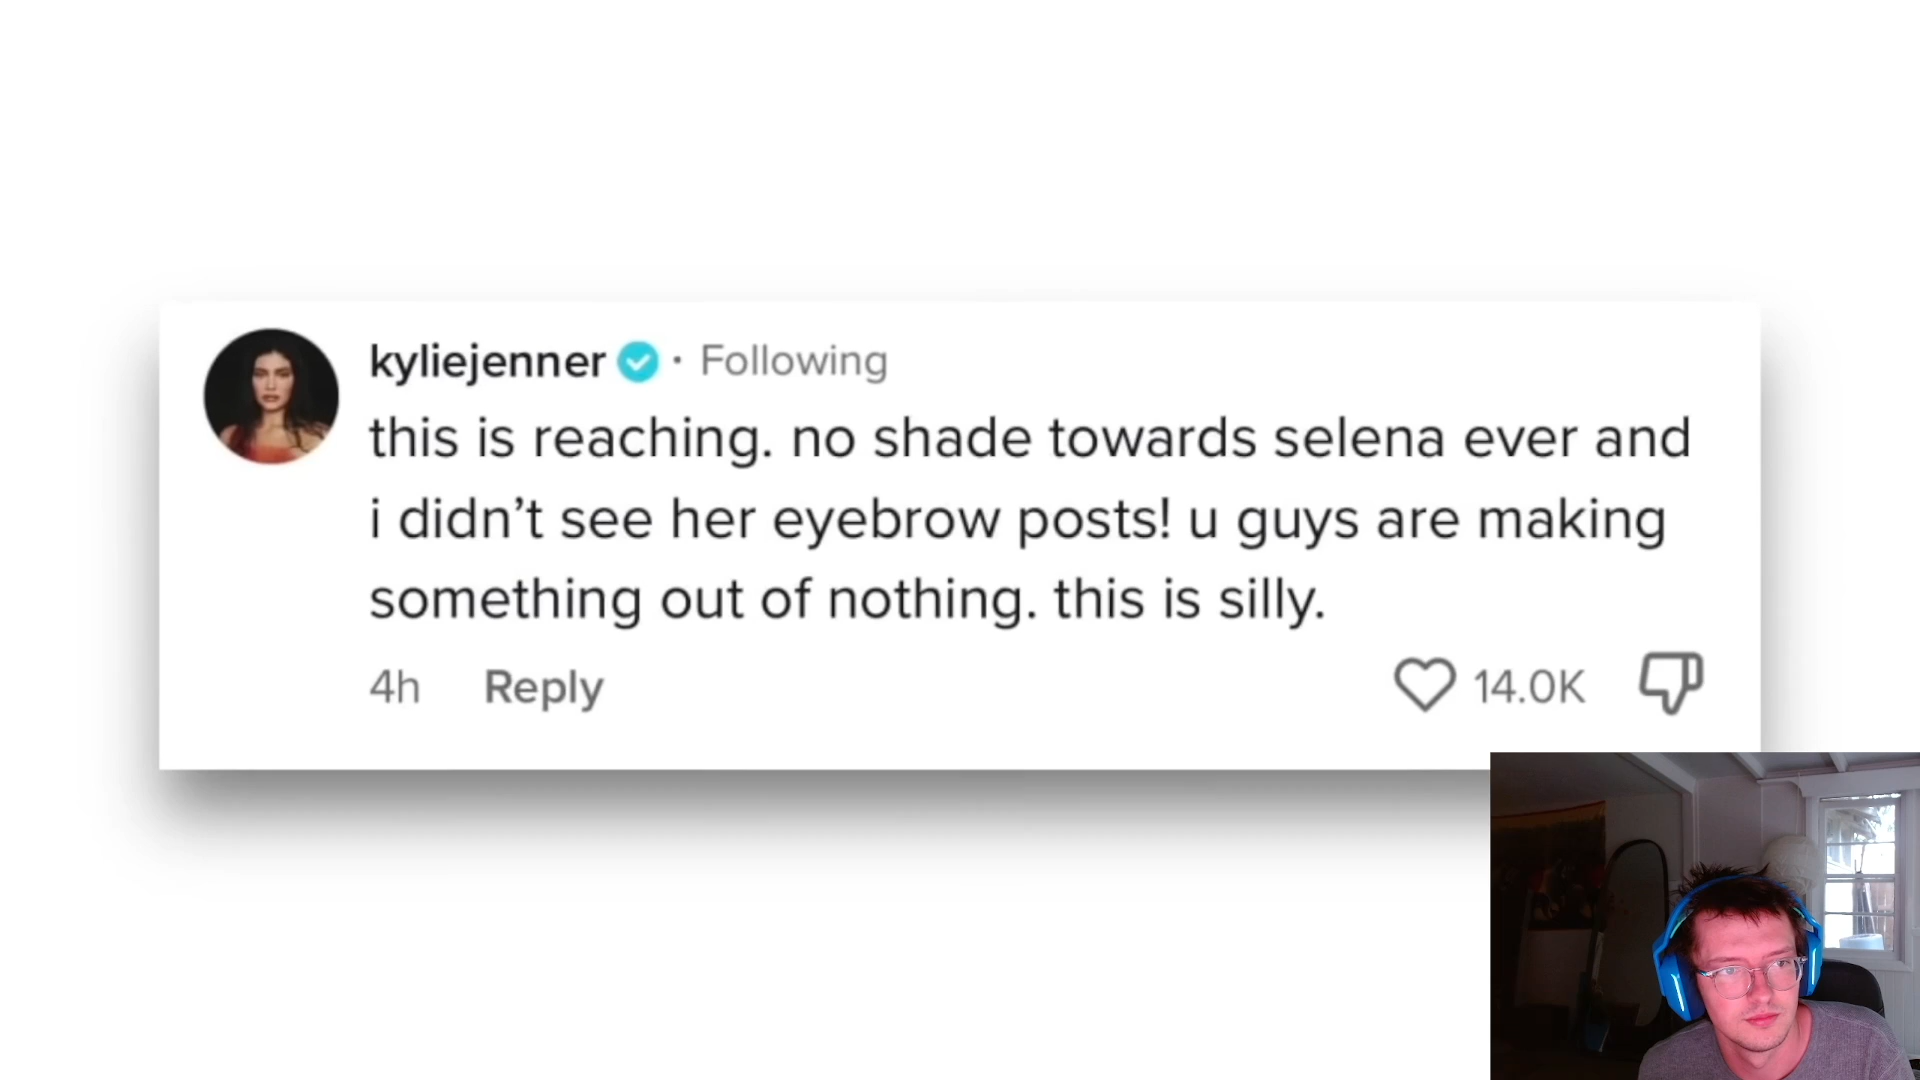 kyliejenner · Following
this is reaching. no shade towards selena ever and
i didn’t see her eyebrow posts! u guys are making
something out of nothing. this is silly.
4h Reply 14.0K